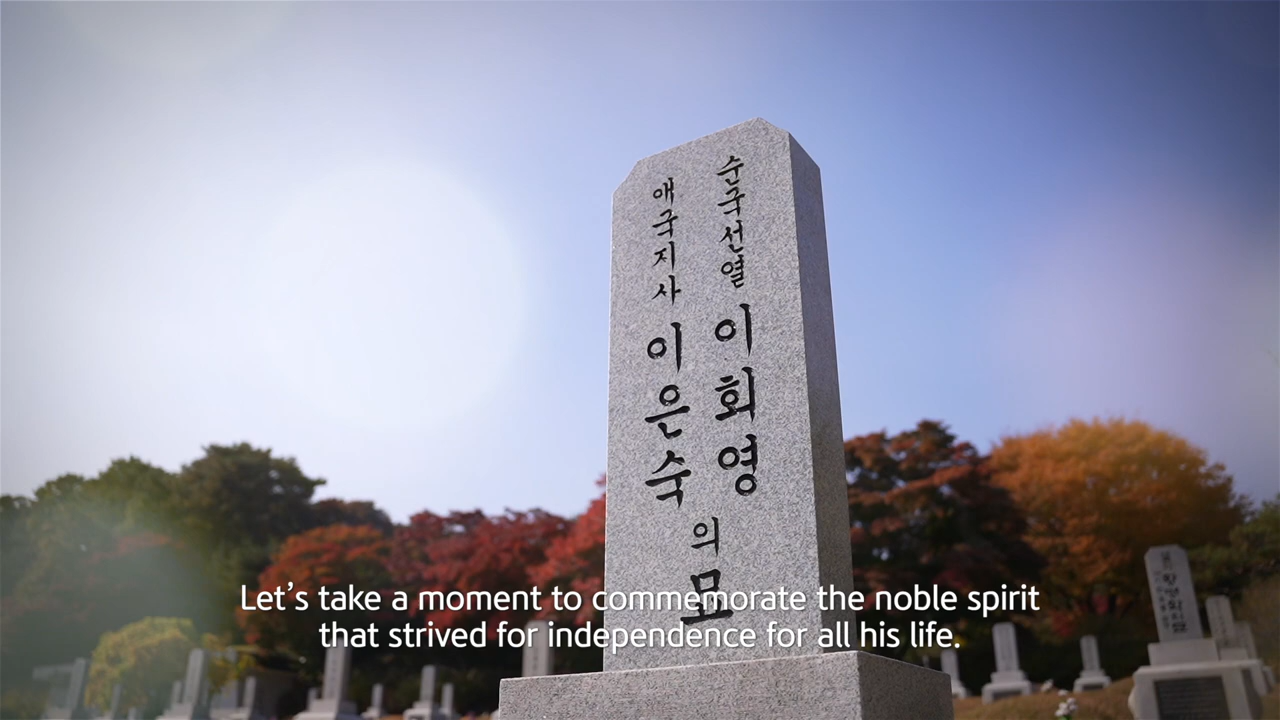 순국선열 이회영
애국지사 이은숙
의묘
Let's take a moment to commemorate the noble spirit
that strived for independence for all his life.